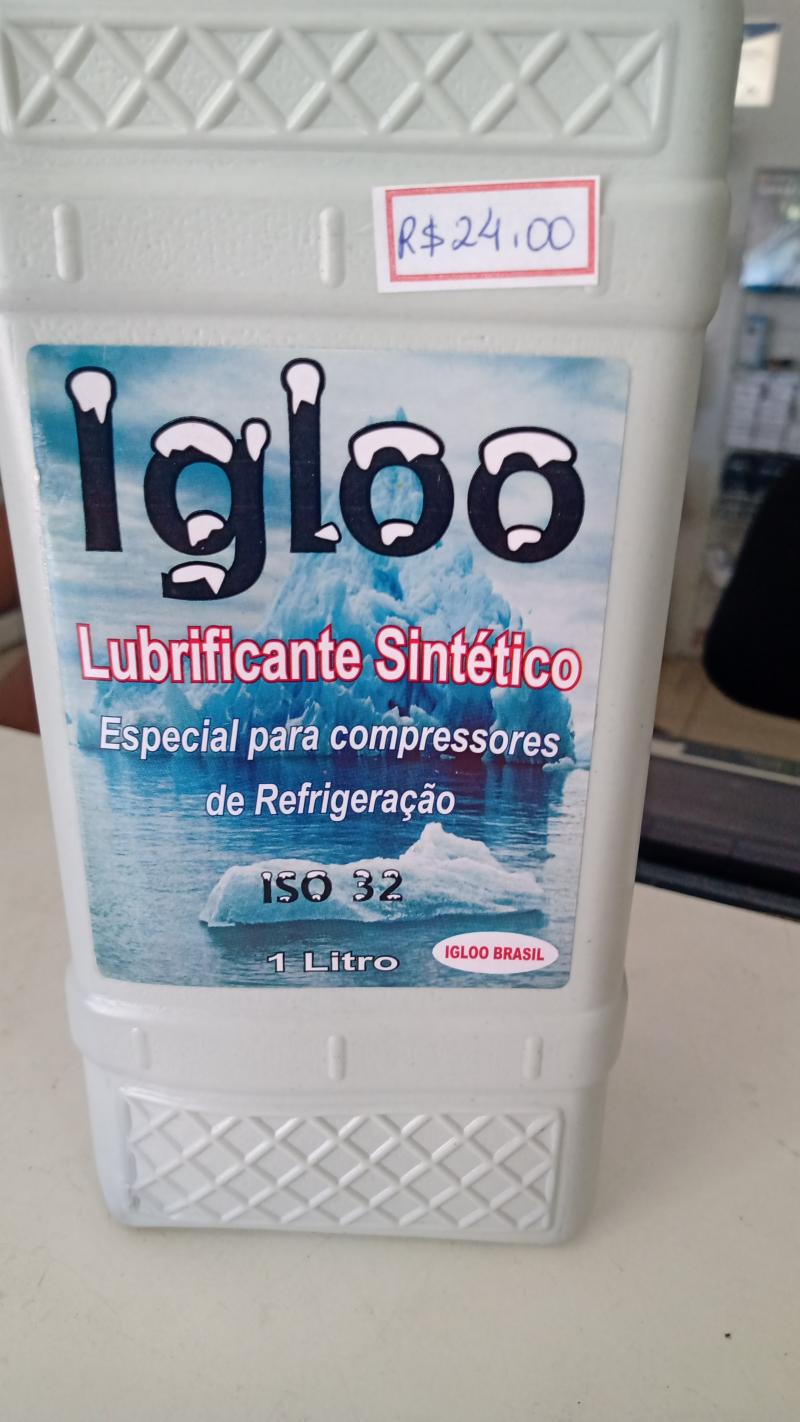 R$24.00
Igloo
Lubrificante Sintético
Especial para compressores
de Refrigeração
ISO 32
1 Litro
IGLOO BRASIL